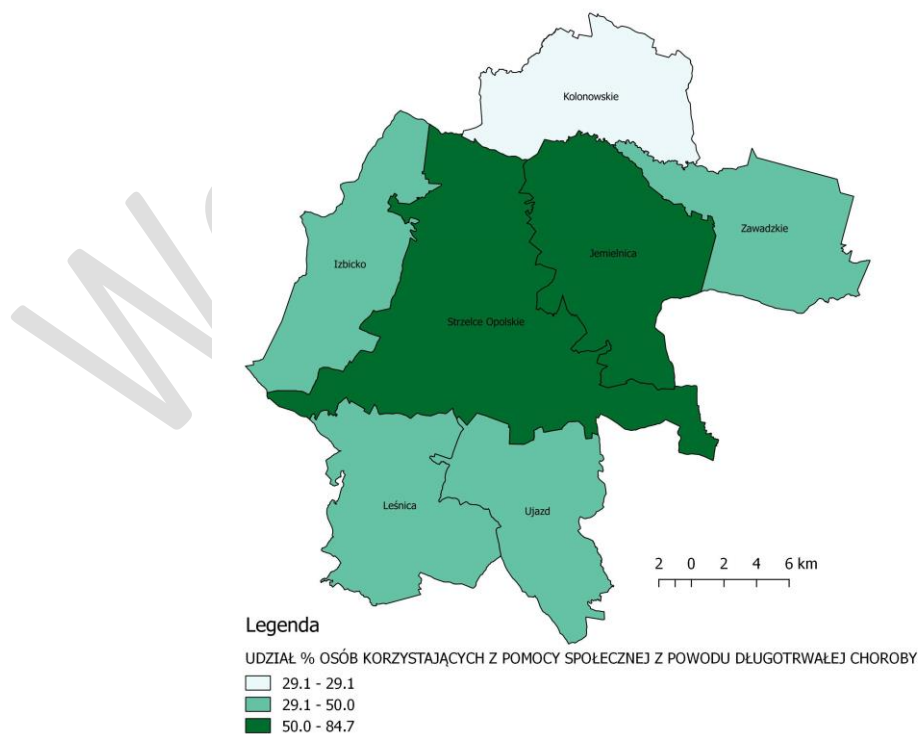 Kolonowskie
Zawadzkie
Jemielnica
Izbicko
Strzelce Opolskie
Leśnica
Ujazd
2 0 2 4 6 km
Legenda
UDZIAŁ % OSÓB KORZYSTAJĄCYCH Z POMOCY SPOŁECZNEJ Z POWODU DŁUGOTRWAŁEJ CHOROBY
29.1 - 29.1
29.1 - 50.0
50.0 - 84.7